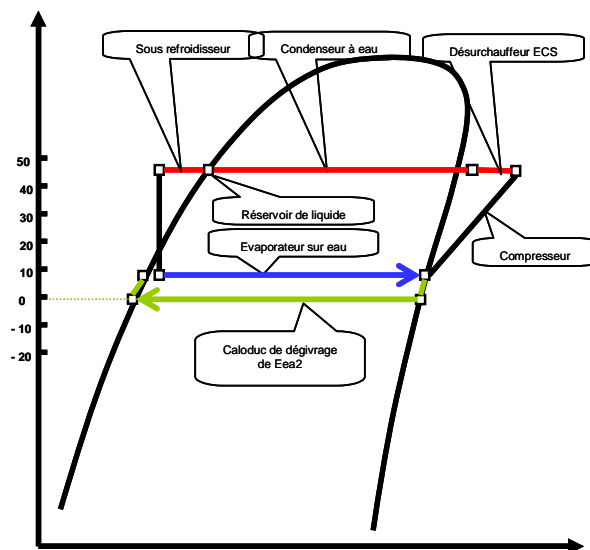 Sous refroidisseur
Condenseur à eau
Désurchauffeur ECS
50
40
30
20
10
0
- 10
- 20
Réservoir de liquide
Evaporateur sur eau
Compresseur
Caloduc de dégivrage
de Eea2